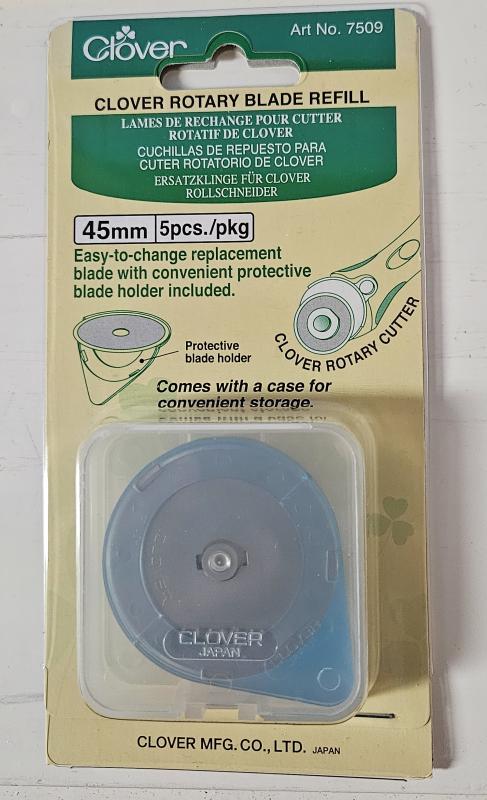 Clover
Art No. 7509
CLOVER ROTARY BLADE REFILL
LAMES DE RECHANGE POUR CUTTER
ROTATIF DE CLOVER
CUCHILLAS DE REPUESTO PARA
CUTER ROTATORIO DE CLOVER
ERSATZKLINGE FÜR CLOVER
ROLLSCHNEIDER
45mm 5pcs./pkg
Easy-to-change replacement
blade with convenient protective
blade holder included.
CLOVER ROTARY CUTTER
Protective
blade holder
Comes with a case for
convenient storage.
CLOVER
JAPAN
CLOVER
CLOVER MFG. CO., LTD. JAPAN